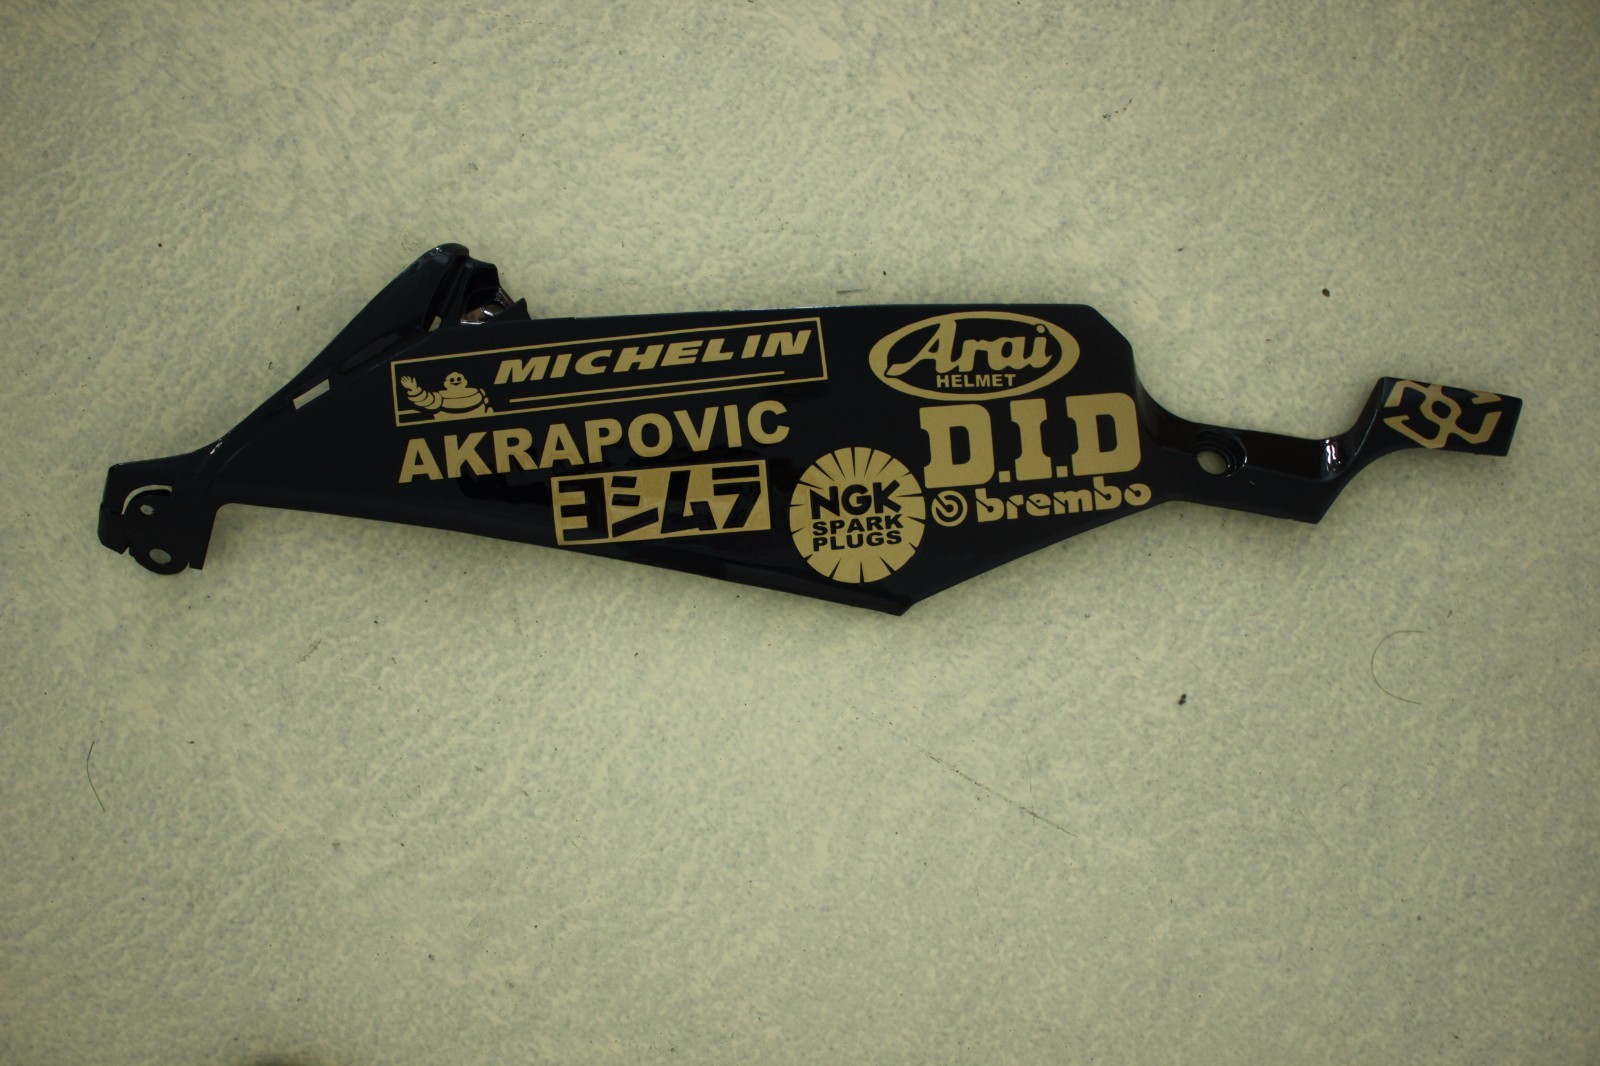 MICHELIN
AKRAPOVIC
ヨシムラ
Arai
HELMET
D.I.D
NGK
SPARK
PLUGS
brembo